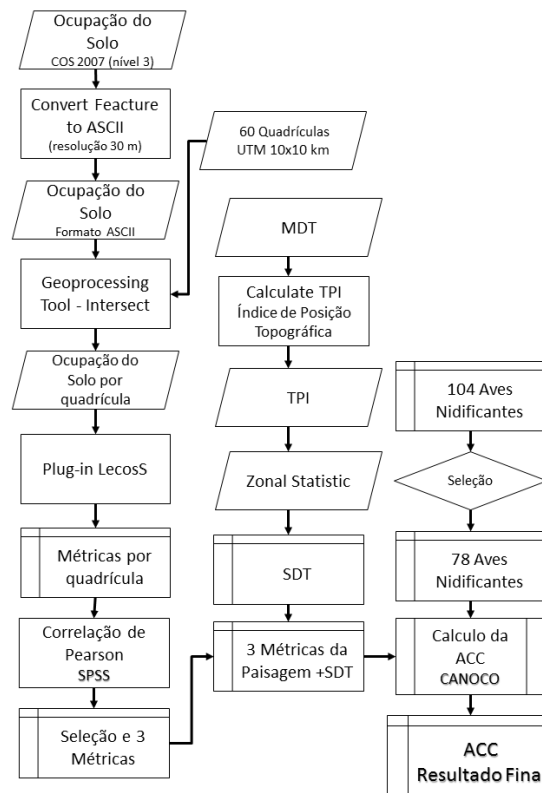 Ocupação do
Solo
COS 2007 (nível 3)
Convert Feacture
to ASCII
(resolução 30 m)
60 Quadrículas
UTM 10x10 km
Ocupação do
Solo
Formato ASCII
Geoprocessing
Tool - Intersect
Ocupação do
Solo por
quadrícula
Plug-in LecosS
Métricas por
quadrícula
Correlação de
Pearson
SPSS
Seleção e 3
Métricas
MDT
Calculate TPI
Índice de Posição
Topográfica
TPI
Zonal Statistic
SDT
3 Métricas da
Paisagem +SDT
104 Aves
Nidificantes
Seleção
78 Aves
Nidificantes
Calculo da
ACC
CANOCO
ACC
Resultado Final